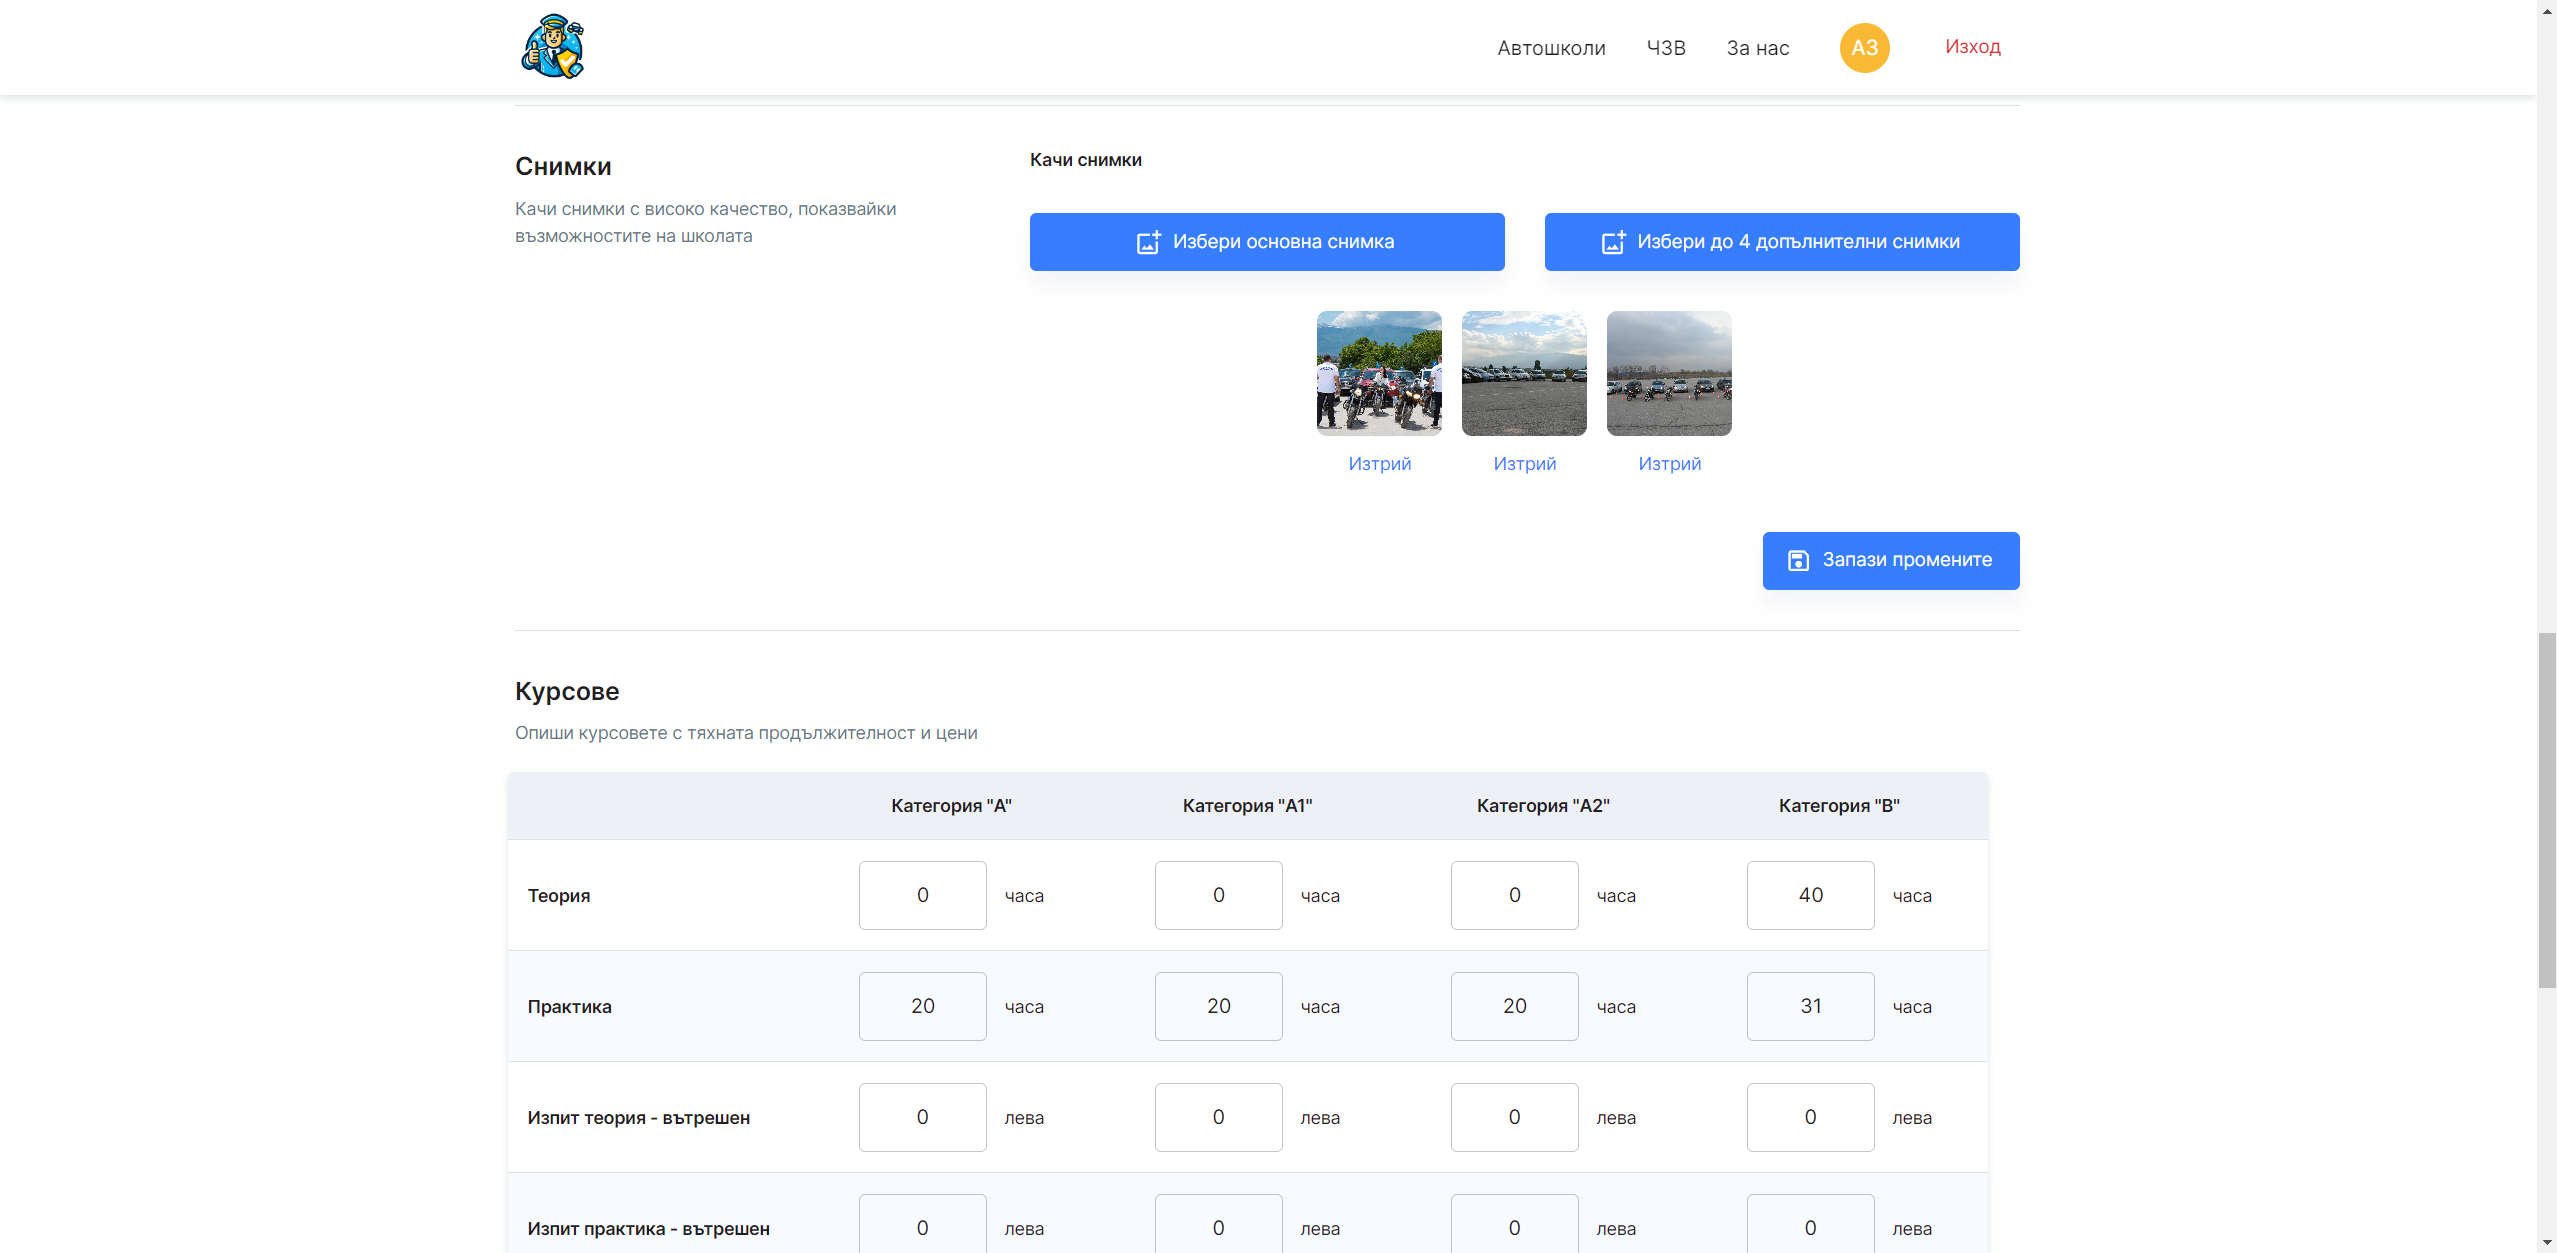 Автошколи
ЧЗВ
За нас
АЗ
Изход
Снимки
Качи снимки с високо качество, показвайки
възможностите на школата
Качи снимки
Избери основна снимка
Избери до 4 допълнителни снимки
Изтрий
Изтрий
Изтрий
Запази промените
Курсове
Опиши курсовете с тяхната продължителност и цени
Категория "А" Категория "А1" Категория "А2" Категория "B"
Теория 0 часа 0 часа 0 часа 40 часа
Практика 20 часа 20 часа 20 часа 31 часа
Изпит теория - вътрешен 0 лева 0 лева 0 лева 0 лева
Изпит практика - вътрешен 0 лева 0 лева 0 лева 0 лева